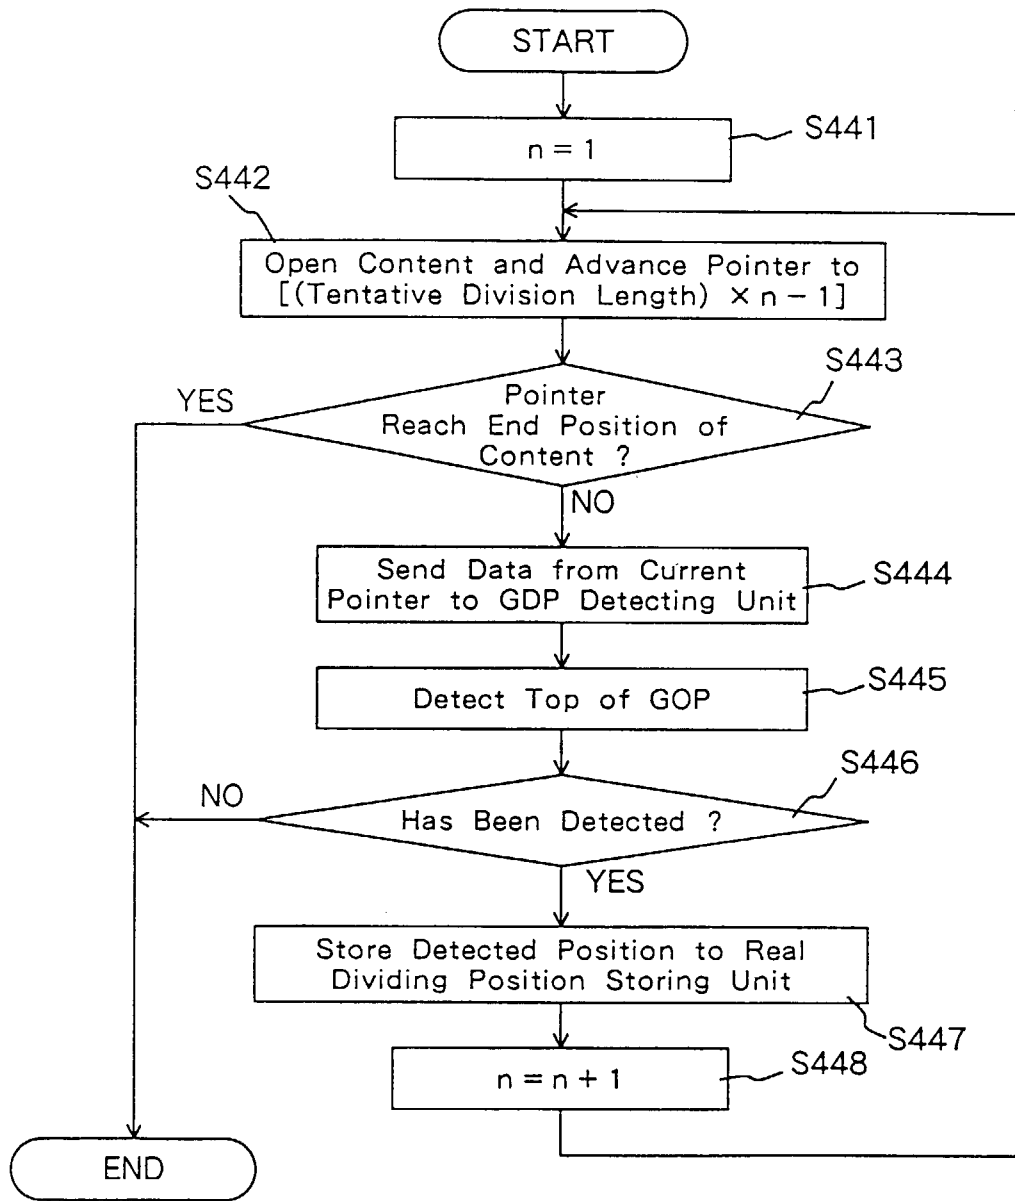 START
S441
n = 1
S442
Open Content and Advance Pointer to
[(Tentative Division Length) × n - 1]
S443
YES
Pointer
Reach End Position of
Content ?
NO
Send Data from Current
Pointer to GDP Detecting Unit
S444
Detect Top of GOP
S445
S446
NO
Has Been Detected ?
YES
Store Detected Position to Real
Dividing Position Storing Unit
S447
n = n + 1
S448
END